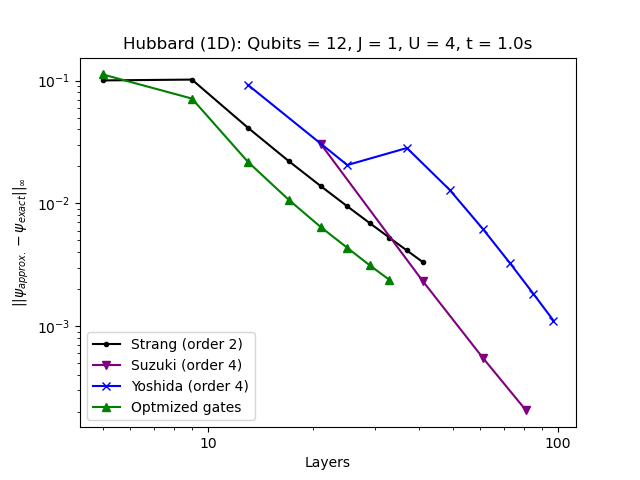 Hubbard (1D): Qubits = 12, J = 1, U = 4, t = 1.0s
10⁻¹
10⁻²
10⁻³
||ψapprox. − ψexact||∞
Strang (order 2)
Suzuki (order 4)
Yoshida (order 4)
Optmized gates
10
100
Layers